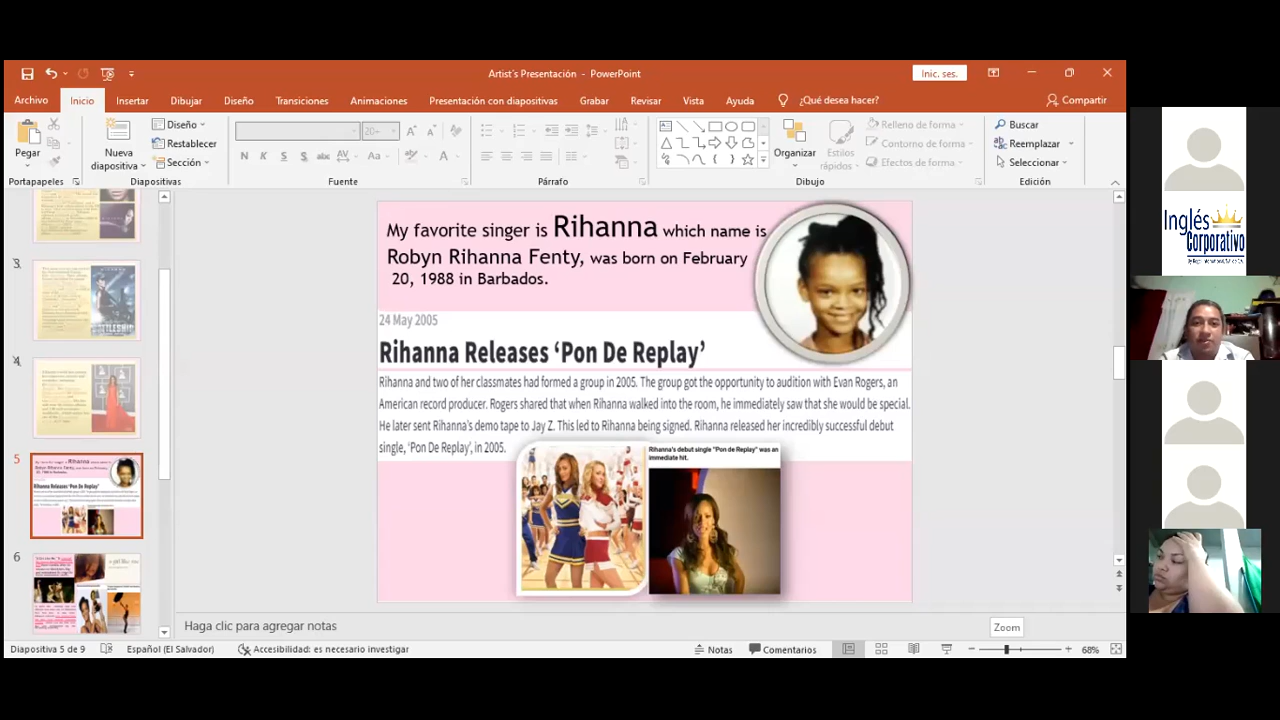 Artist's Presentación - PowerPoint
Inic. ses.
Archivo
Inicio
Insertar
Dibujar
Diseño
Transiciones
Animaciones
Presentación con diapositivas
Grabar
Revisar
Vista
Ayuda
¿Qué desea hacer?
Compartir
Pegar
Nueva
diapositiva
Diseño
Restablecer
Sección
20+
N K S S abc AV Aa
A
Organizar
Estilos
rápidos
Relleno de forma
Contorno de forma
Efectos de forma
Buscar
Reemplazar
Seleccionar
Portapapeles
Diapositivas
Fuente
Párrafo
Dibujo
Edición
3
4
5
6
My favorite singer is Rihanna which name is
Robyn Rihanna Fenty, was born on February
20, 1988 in Barbados.
24 May 2005
Rihanna Releases ‘Pon De Replay’
Rihanna and two of her classmates had formed a group in 2005. The group got the opportunity to audition with Evan Rogers, an
American record producer. Rogers shared that when Rihanna walked into the room, he immediately saw that she would be special.
He later sent Rihanna's demo tape to Jay Z. This led to Rihanna being signed. Rihanna released her incredibly successful debut
single, ‘Pon De Replay’, in 2005.
Rihanna's debut single "Pon de Replay" was an
immediate hit.
Haga clic para agregar notas
Zoom
Diapositiva 5 de 9
Español (El Salvador)
Accesibilidad: es necesario investigar
Notas
Comentarios
68%
Inglés
Corporativo